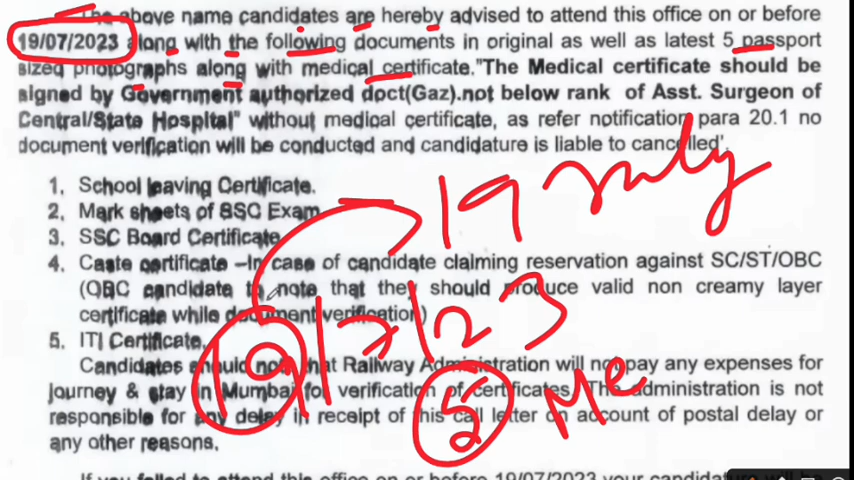 The above name candidates are hereby advised to attend this office on or before
19/07/2023 along with the following documents in original as well as latest 5 passport
sized photographs along with medical certificate."The Medical certificate should be
signed by Government authorized doct(Gaz).not below rank of Asst. Surgeon of
Central/State Hospital" without medical certificate, as refer notification para 20.1 no
document verification will be conducted and candidature is liable to cancelled'.
19 July
1. School leaving Certificate.
2. Mark sheets of SSC Exam
3. SSC Board Certificate
4. Caste certificate –In case of candidate claiming reservation against SC/ST/OBC
(OBC candidate to note that they should produce valid non creamy layer
certificate while document verification)
19/7/23
5. ITI Certificate.
Candidates should note that Railway Administration will not pay any expenses for
journey & stay in Mumbai for verification of certificates. The administration is not
5 Me
responsible for any delay in receipt of this call letter on account of postal delay or
any other reasons.
If you failed to attend this office on or before 19/07/2023 your candidature will be